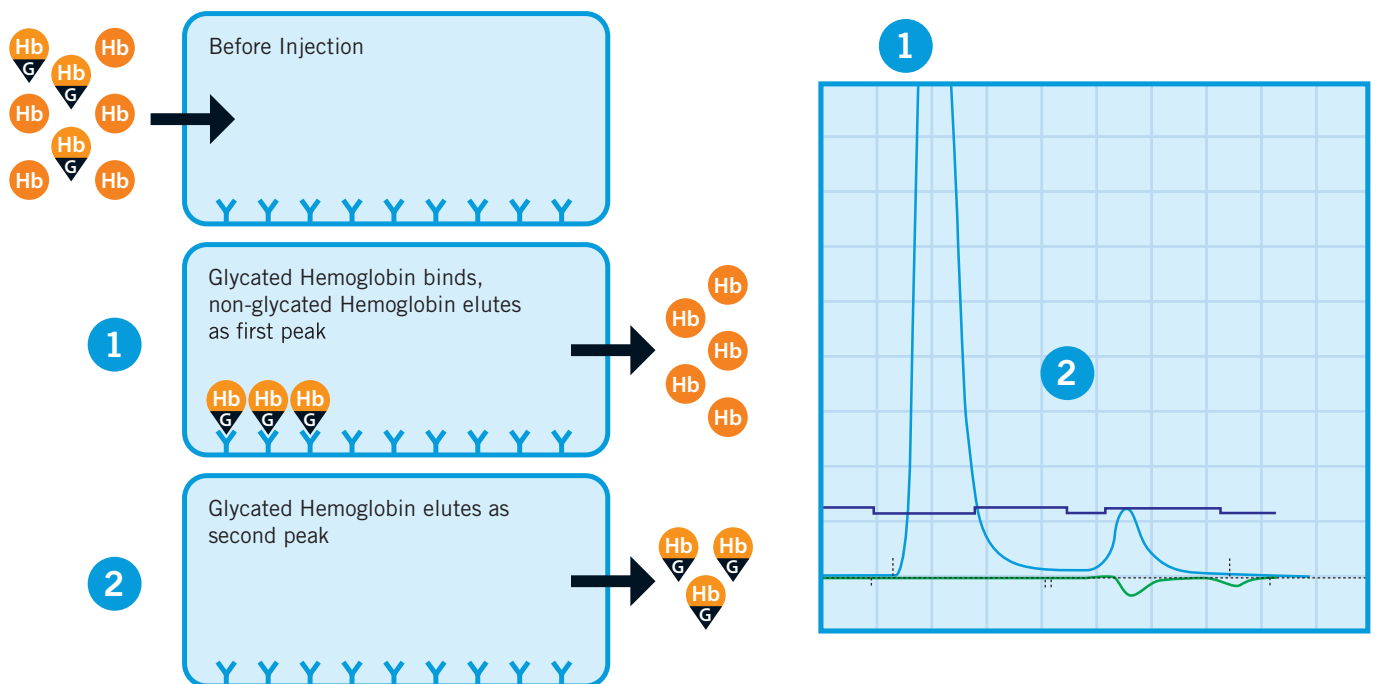 Hb
G
Hb
Hb
G
Hb
Hb
Hb
G
Hb
Hb
Before Injection
1
Glycated Hemoglobin binds,
non-glycated Hemoglobin elutes
as first peak
Hb Hb Hb
G G G
Hb
Hb
Hb
Hb
Hb
2
Glycated Hemoglobin elutes as
second peak
Hb Hb
G G
Hb
G
1
2